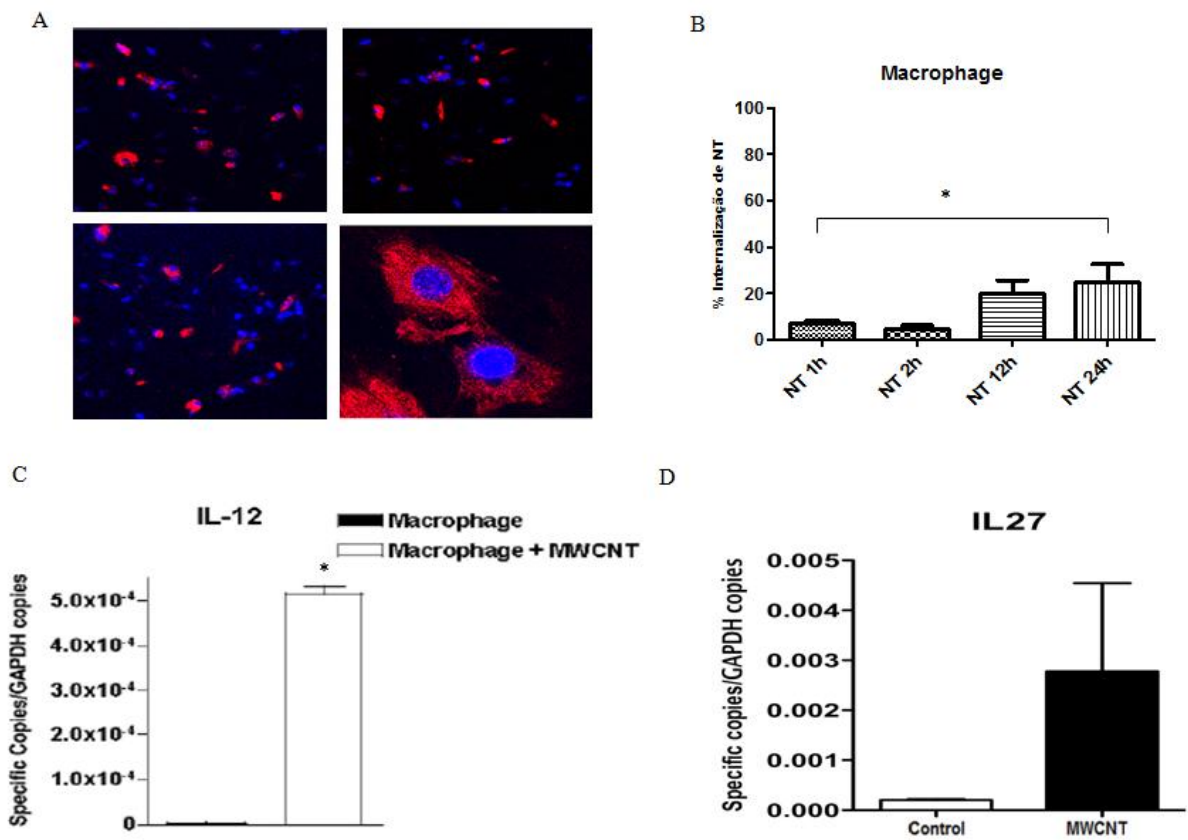 A
B
Macrophage
% Internalização de NT
100
80
60
40
20
0
*
NT 1h
NT 2h
NT 12h
NT 24h
C
IL-12
Macrophage
Macrophage + MWCNT
*
Specific Copies/GAPDH copies
5.0x10⁻⁴
4.0x10⁻⁴
3.0x10⁻⁴
2.0x10⁻⁴
1.0x10⁻⁴
0
D
IL27
Specific copies/GAPDH copies
0.005
0.004
0.003
0.002
0.001
0.000
Control
MWCNT